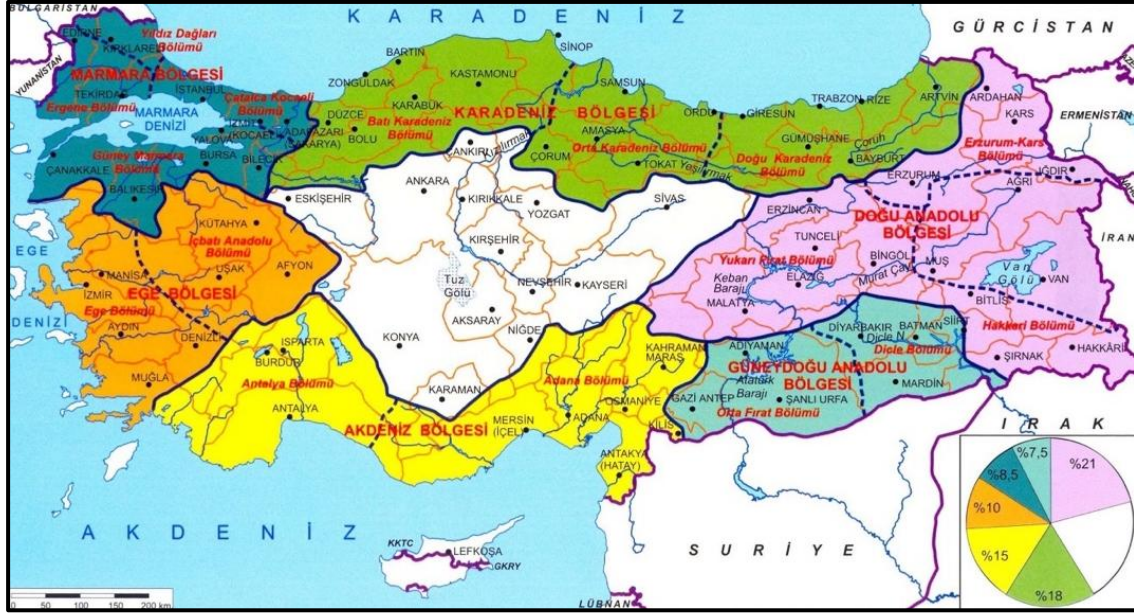 BULGARİSTAN
YUNANİSTAN
KARADENİZ
GÜRCİSTAN
ERMENİSTAN
İRAN
EDİRNE
KIRKLARELİ
Yıldız Dağları
Bölümü
MARMARA BÖLGESİ
TEKİRDAĞ
Ergene Bölümü
İSTANBUL
Çatalca Kocaeli
Bölümü
MARMARA
DENİZİ
İZMİT
(KOCAELİ)
YALOVA
ADAPAZARI
(SAKARYA)
Güney Marmara
Bölümü
BURSA
BİLECİK
ÇANAKKALE
BALIKESİR
BARTIN
ZONGULDAK
KASTAMONU
SİNOP
KARABÜK
DÜZCE
BOLU
Batı Karadeniz
Bölümü
KARADENİZ BÖLGESİ
SAMSUN
AMASYA
ÇORUM
Orta Karadeniz Bölümü
TOKAT
Yeşilırmak
ORDU
GİRESUN
TRABZON
RİZE
ARTVİN
GÜMÜŞHANE
Çoruh
BAYBURT
Doğu Karadeniz
Bölümü
ARDAHAN
KARS
Erzurum-Kars
Bölümü
IĞDIR
ERZURUM
AĞRI
ÇANKIRI
Kızılırmak
ESKİŞEHİR
ANKARA
KIRIKKALE
YOZGAT
SİVAS
KIRŞEHİR
Tuz
Gölü
NEVŞEHİR
KAYSERİ
AKSARAY
NİĞDE
KONYA
KARAMAN
EGE
DENİZİ
KÜTAHYA
İçbatı Anadolu
Bölümü
MANİSA
UŞAK
AFYON
İZMİR
EGE BÖLGESİ
Ege Bölümü
AYDIN
DENİZLİ
MUĞLA
ERZİNCAN
DOĞU ANADOLU
BÖLGESİ
TUNCELİ
Yukarı Fırat Bölümü
BİNGÖL
Murat Çayı
MUŞ
Keban
Barajı
ELAZIĞ
MALATYA
Van
Gölü
VAN
BİTLİS
Hakkari Bölümü
ŞIRNAK
HAKKÂRİ
ISPARTA
BURDUR
Antalya Bölümü
ANTALYA
AKDENİZ BÖLGESİ
MERSİN
(İÇEL)
Adana Bölümü
ADANA
OSMANİYE
KAHRAMAN
MARAŞ
KİLİS
ANTAKYA
(HATAY)
DİYARBAKIR
BATMAN
SİİRT
Dicle N.
Dicle Bölümü
ADIYAMAN
GÜNEYDOĞU ANADOLU
BÖLGESİ
Atatürk
Barajı
MARDİN
GAZİ ANTEP
ŞANLI URFA
Orta Fırat Bölümü
AKDENİZ
KKTC
LEFKOŞA
GKRY
SURİYE
LÜBNAN
IRAK
%7,5
%21
%8,5
%10
%15
%18
0 50 100 150 200 km.